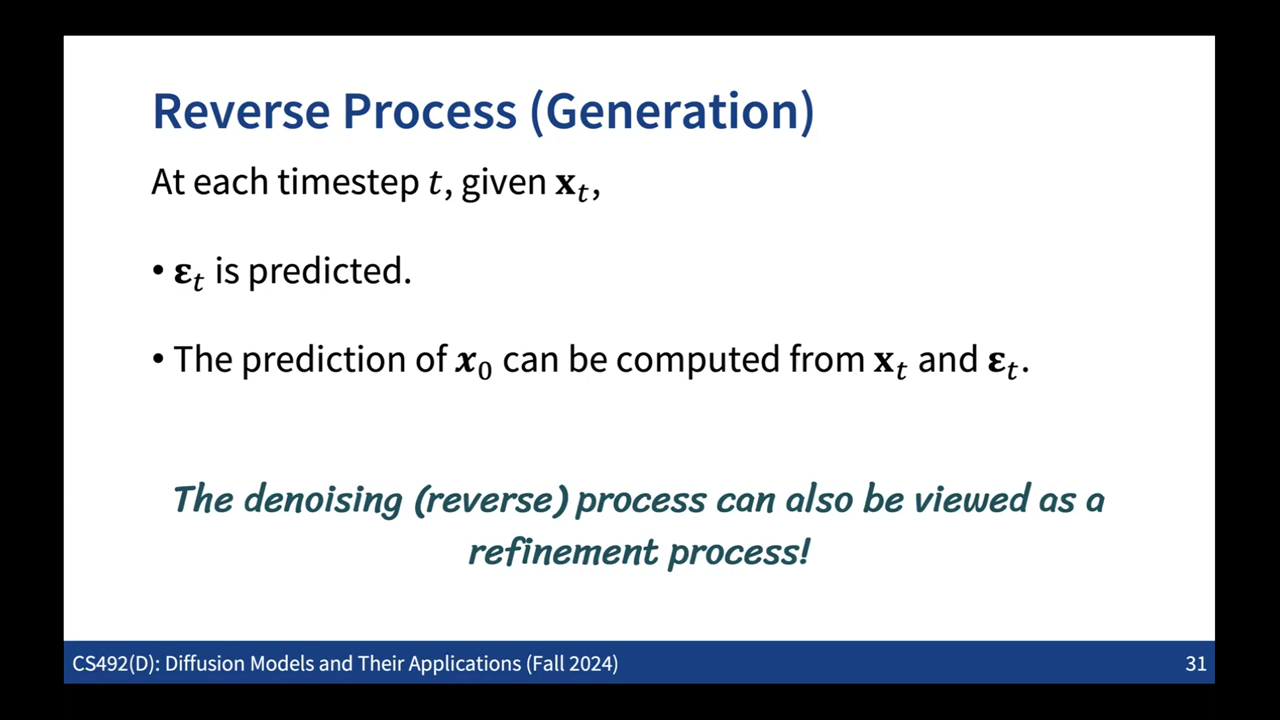 Reverse Process (Generation)
At each timestep 𝑡, given 𝐱ₜ,
• 𝛆ₜ is predicted.
• The prediction of 𝒙₀ can be computed from 𝐱ₜ and 𝛆ₜ.
The denoising (reverse) process can also be viewed as a
refinement process!
CS492(D): Diffusion Models and Their Applications (Fall 2024) 31